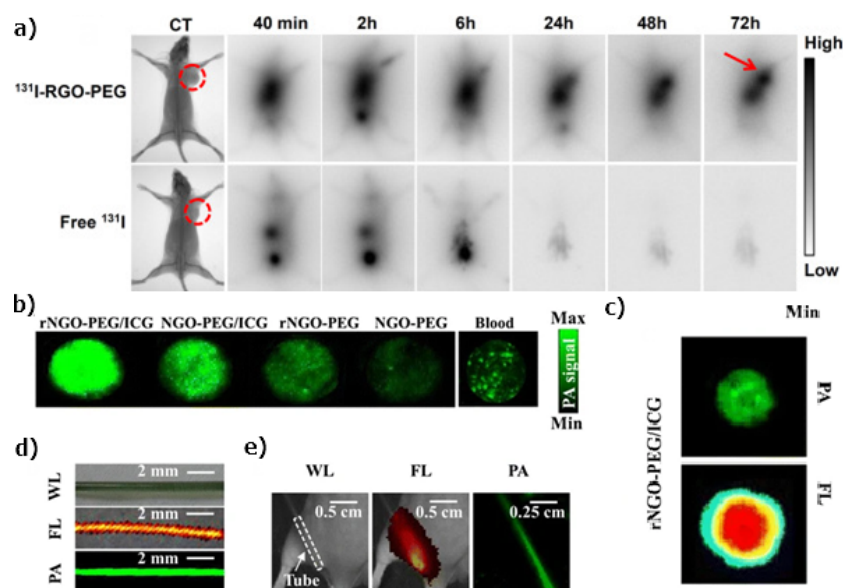 a)
CT 40 min 2h 6h 24h 48h 72h
High
¹³¹I-RGO-PEG
Free ¹³¹I
Low
b)
rNGO-PEG/ICG NGO-PEG/ICG rNGO-PEG NGO-PEG Blood
Max
PA signal
Min
c)
Min
rNGO-PEG/ICG
PA
FL
d)
WL
2 mm
FL
2 mm
PA
2 mm
e)
WL FL PA
0.5 cm 0.5 cm 0.25 cm
Tube